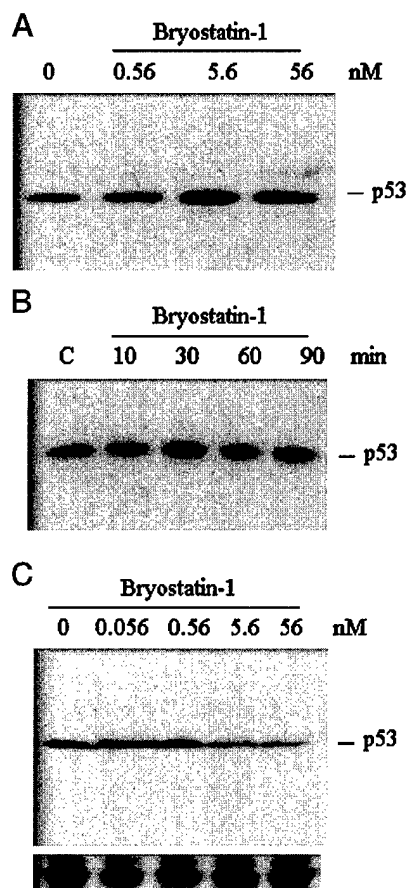 A
Bryostatin-1
0 0.56 5.6 56 nM
p53
B
Bryostatin-1
C 10 30 60 90 min
p53
C
Bryostatin-1
0 0.056 0.56 5.6 56 nM
p53